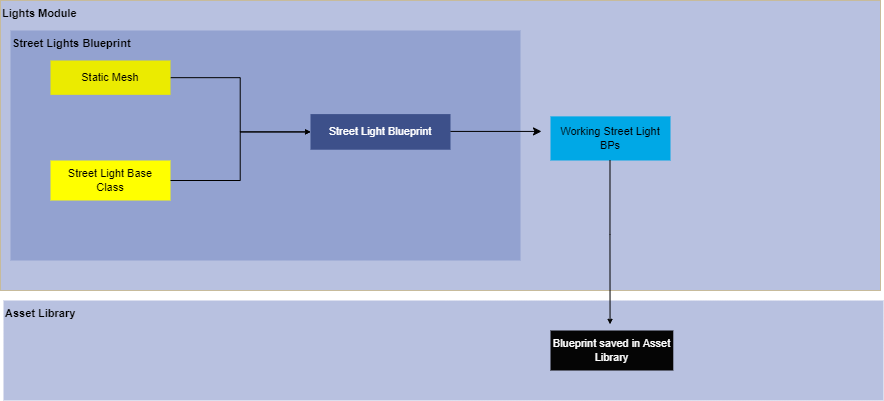 Lights Module
Street Lights Blueprint
Static Mesh
Street Light Base
Class
Street Light Blueprint
Working Street Light
BPs
Asset Library
Blueprint saved in Asset
Library